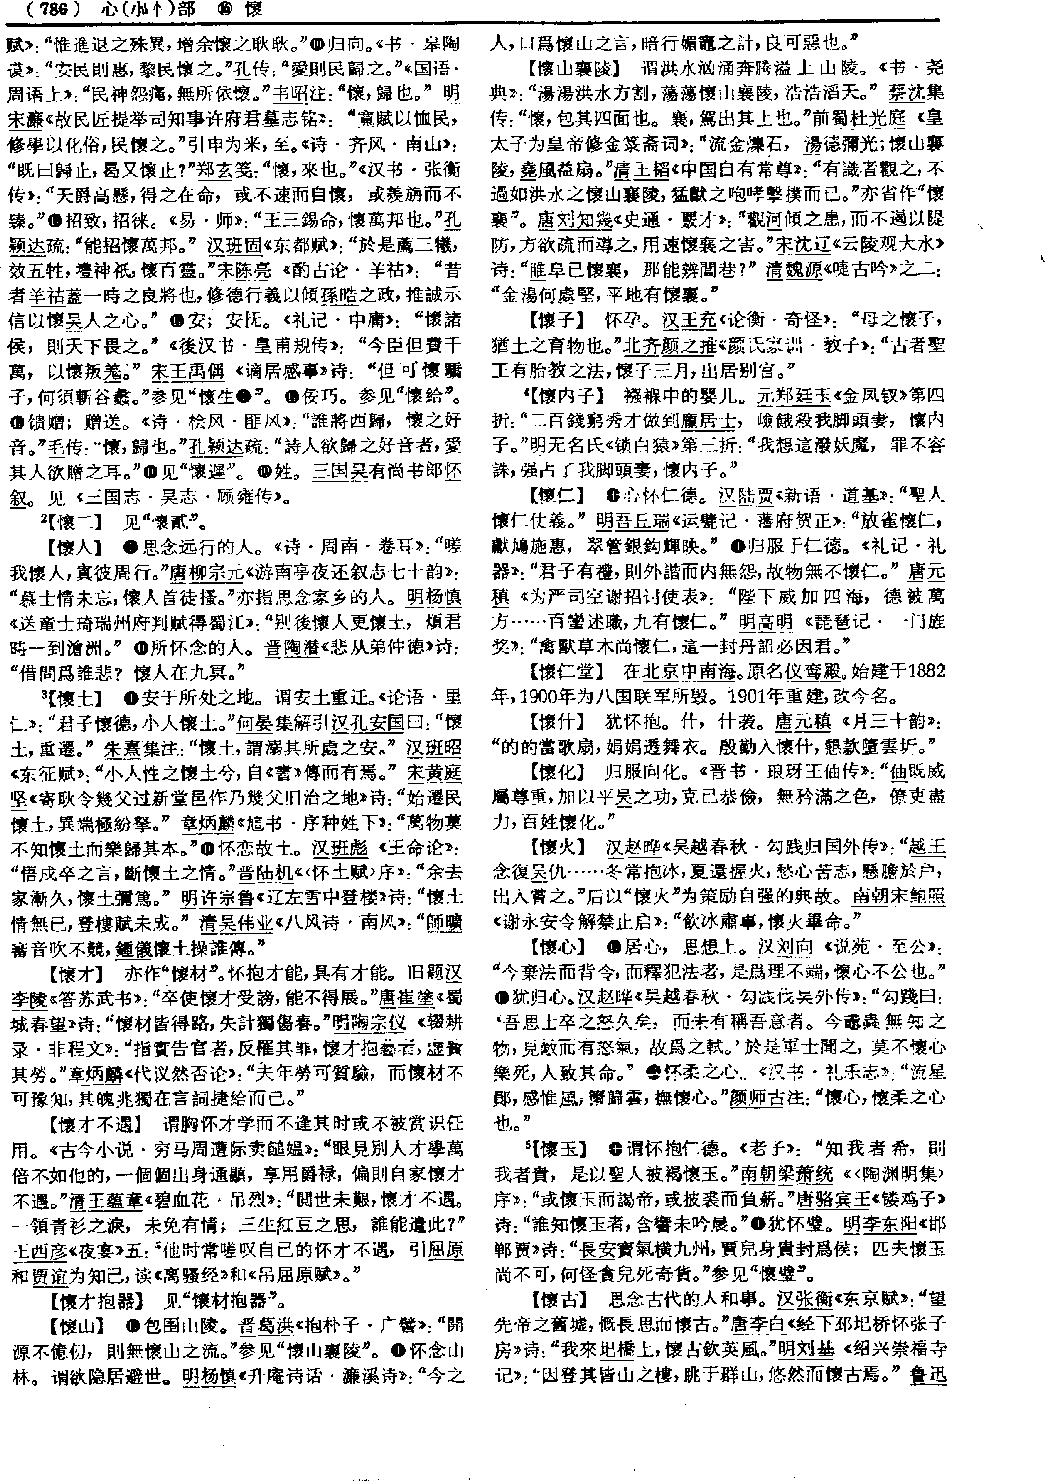 (786) 心(小忄)部 ⑯ 懷
賦》：“惟進退之殊異，增余懷之耿耿。”⑪归向。《书·皋陶
谟》：“安民則惠，黎民懷之。”孔传：“愛則民歸之。”《国语·
周语上》：“民神怨痛，無所依懷。”韦昭注：“懷，歸也。”明
宋濂《故民匠提举司知事许府君墓志铭》：“寬賦以恤民，
修學以化俗，民懷之。”引申为来，至。《诗·齐风·南山》：
“既曰歸止，曷又懷止？”郑玄笺：“懷，來也。”《汉书·张衡
传》：“天爵高懸，得之在命，或不速而自懷，或羡旃而不
臻。”⑫招致，招徕。《易·师》：“王三錫命，懷萬邦也。”孔
颖达疏：“能招懷萬邦。”汉班固《东都赋》：“於是薦三犧，
效五牲，禮神祇，懷百靈。”宋陈亮《酌古论·羊祜》：“昔
者羊祜蓋一時之良將也，修德行義以傾孫晧之政，推誠示
信以懷吴人之心。”⑬安；安抚。《礼记·中庸》：“懷諸
侯，則天下畏之。”《後汉书·皇甫规传》：“今臣但費千
萬，以懷叛羌。”宋王禹偁《谪居感事》诗：“但可懷驕
子，何須斬谷蠡。”参见“懷生
⑮馈赠；赠送。《诗·桧风·匪风》：“誰將西歸，懷之好
音。”毛传：“懷，歸也。”孔颖达疏：“詩人欲歸之好音者，愛
其人欲贈之耳。”⑯见“懷遲”。⑰姓。三国吴有尚书郎怀
叙。见《三国志·吴志·顾雍传》。
²【懷二】 见“懷貳”。
【懷人】 ❶思念远行的人。《诗·周南·卷耳》：“嗟
我懷人，寘彼周行。”唐柳宗元《游南亭夜还叙志七十韵》：
“慕士情未忘，懷人首徒搔。”亦指思念家乡的人。明杨慎
《送童士琦瑞州府判赋得蜀江》：“别後懷人更懷土，煩君
時一到滄洲。”❷所怀念的人。晋陶潜《悲从弟仲德》诗：
“借問爲誰悲？懷人在九冥。”
³【懷土】 ❶安于所处之地。谓安土重迁。《论语·里
仁》：“君子懷德，小人懷土。”何晏集解引汉孔安国曰：“懷
土，重遷。”朱熹集注：“懷土，謂溺其所處之安。”汉班昭
《东征赋》：“小人性之懷土兮，自《書》傳而有焉。”宋黄庭
坚《寄耿令幾父过新堂邑作乃幾父旧治之地》诗：“始遷民
懷土，異端極紛拏。”章炳麟《訄书·序种姓下》：“萬物莫
不知懷土而樂歸其本。”❷怀恋故土。汉班彪《王命论》：
“悟戍卒之言，斷懷土之情。”晋陆机《〈怀土赋〉序》：“余去
家漸久，懷土彌篤。”明许宗鲁《辽左雪中登楼》诗：“懷土
情無已，登樓賦未成。”清吴伟业《八风诗·南风》：“師曠
審音吹不競，鍾儀懷土操誰傳。”
【懷才】 亦作“懷材”。怀抱才能，具有才能。旧题汉
李陵《答苏武书》：“卒使懷才受謗，能不得展。”唐崔塗《蜀
城春望》诗：“懷材皆得路，失計獨傷春。”明陶宗仪《辍耕
录·非程文》：“指實告官者，反罹其罪，懷才抱藝者，虚費
其勞。”章炳麟《代议然否论》：“夫年勞可質驗，而懷材不
可豫知，其魄兆獨在言詞捷給而已。”
【懷才不遇】 谓胸怀才学而不逢其时或不被赏识任
用。《古今小说·穷马周遭际卖䭔媪》：“眼見別人才學萬
倍不如他的，一個個出身通顯，享用爵禄，偏則自家懷才
不遇。”清王蕴章《碧血花·吊烈》：“閲世未艱，懷才不遇。
一領青衫之淚，未免有情；三生紅豆之思，誰能遣此？”
王西彦《夜宴》五：“他时常嗟叹自己的怀才不遇，引屈原
和贾谊为知己，读《离骚经》和《吊屈原赋》。”
【懷才抱器】 见“懷材抱器”。
【懷山】 ❶包围山陵。晋葛洪《抱朴子·广譬》：“
源不億仞，則無懷山之流。”参见“懷山襄陵”。❷怀念山
林。谓欲隐居避世。明杨慎《升庵诗话·濂溪诗》：“今之
人，口爲懷山之言，暗行媚竈之計，良可惡也。”
【懷山襄陵】 谓洪水汹涌奔腾溢上山陵。《书·尧
典》：“湯湯洪水方割，蕩蕩懷山襄陵，浩浩滔天。”蔡沈集
传：“懷，包其四面也。襄，駕出其上也。”前蜀杜光庭《皇
太子为皇帝修金箓斋词》：“流金爍石，湯德彌光；懷山襄
陵，堯風益扇。”清王韬《中国自有常尊》：“有識者觀之，不
過如洪水之懷山襄陵，猛獸之咆哮擊撲而已。”亦省作“懷
襄”。唐刘知幾《史通·覈才》：“觀河傾之患，而不遏以隄
防，方欲疏而導之，用速懷襄之害。”宋沈辽《云陵观大水》
诗：“睢阜已懷襄，那能辨閭巷？”清魏源《嘡古吟》之二：
“金湯何處堅，平地有懷襄。”
【懷子】 怀孕。汉王充《论衡·奇怪》：“母之懷子，
猶土之育物也。”北齐颜之推《颜氏家训·教子》：“古者聖
王有胎教之法，懷子三月，出居別宫。”
⁴【懷内子】 襁褓中的嬰儿。元郑廷玉《金凤钗》第四
折：“二百錢窮秀才做到龐居士，嶮餓殺我脚頭妻，懷内
子。”明无名氏《锁白猿》第三折：“我想這潑妖魔，罪不容
誅，强占了我脚頭妻，懷内子。”
【懷仁】 ❶心怀仁德。汉陆贾《新语·道基》：“聖人
懷仁仗義。”明吾丘瑞《运甓记·藩府贺正》：“放雀懷仁，
獻鳩施惠，翠管銀鈎輝映。”❷归服于仁德。《礼记·礼
器》：“君子有禮，則外諧而内無怨，故物無不懷仁。”唐元
稹《为严司空谢招讨使表》：“陛下威加四海，德被萬
方……百蠻述職，九有懷仁。”明高明《琵琶记·一门旌
奖》：“禽獸草木尚懷仁，這一封丹詔必因君。”
【懷仁堂】 在北京中南海。原名仪鸾殿。始建于1882
年，1900年为八国联军所毁。1901年重建，改今名。
【懷什】 犹怀抱。什，什袭。唐元稹《月三十韵》：
“的的當歌扇，娟娟透舞衣。殷勤入懷什，懇款墮雲圻。”
【懷化】 归服向化。《晋书·琅玡王伷传》：“伷既戚
屬尊重，加以平吴之功，克己恭儉，無矜滿之色，僚吏盡
力，百姓懷化。”
【懷火】 汉赵晔《吴越春秋·勾践归国外传》：“越王
念復吴仇……冬常抱冰，夏還握火，愁心苦志，懸膽於户，
出入嘗之。”后以“懷火”为策励自强的典故。南朝宋鲍照
《谢永安令解禁止启》：“飲冰肅事，懷火畢命。”
【懷心】 ❶居心，思想上。汉刘向《说苑·至公》：
“今棄法而背令，而釋犯法者，是爲理不端，懷心不公也。”
❷犹归心。汉赵晔《吴越春秋·勾践伐吴外传》：“勾踐曰：
‘吾思士卒之怒久矣，而未有稱吾意者。今䵷蟲無知之
物，見敵而有怒氣，故爲之軾。’於是軍士聞之，莫不懷心
樂死，人致其命。”❸怀柔之心。《汉书·礼乐志》：“流星
隕，感惟風，籋歸雲，撫懷心。”颜师古注：“懷心，懷柔之心
也。”
⁵【懷玉】 ❶谓怀抱仁德。《老子》：“知我者希，則
我者貴，是以聖人被褐懷玉。”南朝梁萧统《〈陶渊明集〉
序》：“或懷玉而謁帝，或披裘而負薪。”唐骆宾王《镂鸡子》
诗：“誰知懷玉者，含響未吟晨。”❷犹怀璧。明李东阳《邯
郸贾》诗：“長安寳氣横九州，賈兒身貴封爲侯；匹夫懷玉
尚不可，何怪貪兒死奇貨。”参见“懷璧”。
【懷古】 思念古代的人和事。汉张衡《东京赋》：“望
先帝之舊墟，慨長思而懷古。”唐李白《经下邳圯桥怀张子
房》诗：“我來圯橋上，懷古欽英風。”明刘基《绍兴崇福寺
记》：“因登其皆山之樓，眺于群山，悠然而懷古焉。”鲁迅